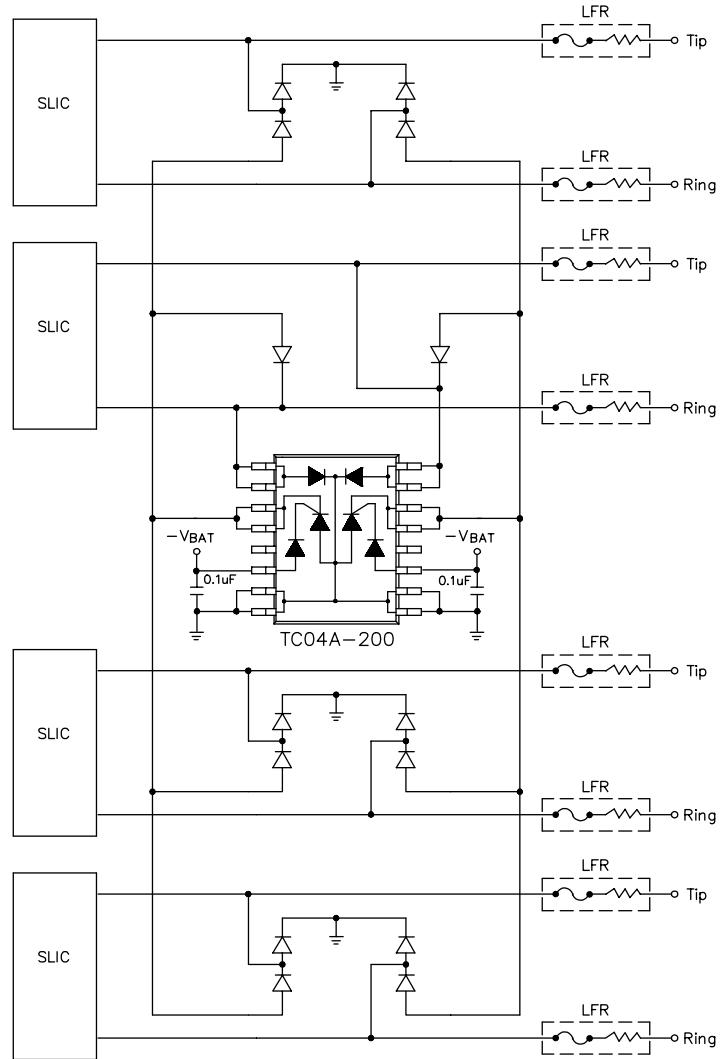 LFR
Tip
SLIC
LFR
Ring
LFR
Tip
SLIC
LFR
Ring
-VBAT
-VBAT
0.1uF
0.1uF
TC04A-200
LFR
Tip
SLIC
LFR
Ring
LFR
Tip
SLIC
LFR
Ring